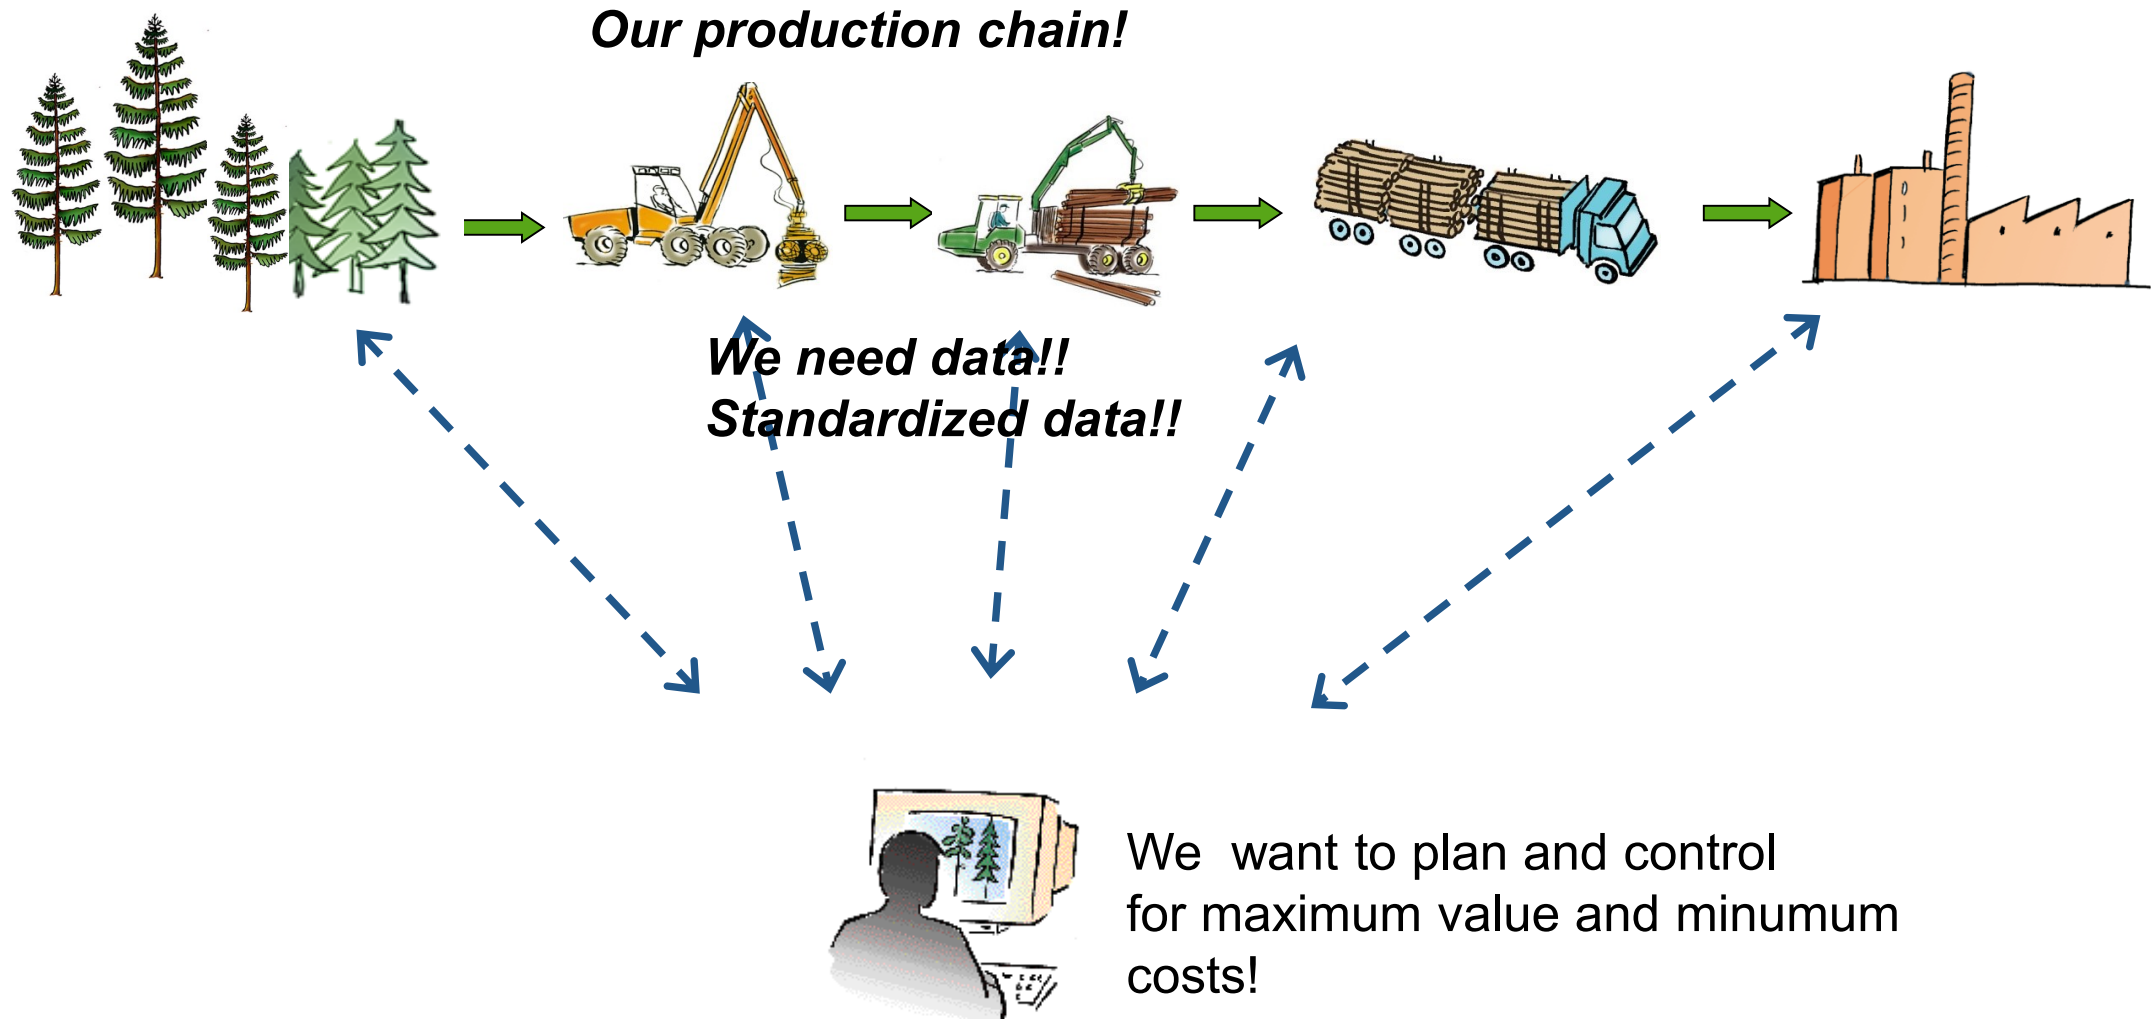 Our production chain!
We need data!!
Standardized data!!
We want to plan and control
for maximum value and minumum
costs!